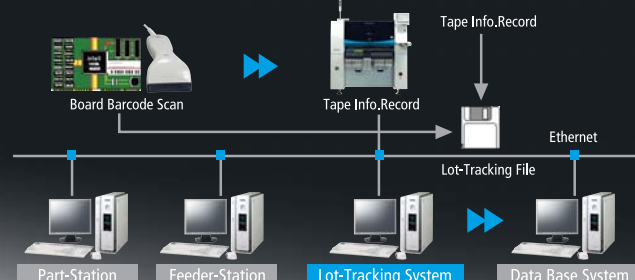 Tape Info.Record
Board Barcode Scan
Tape Info.Record
Ethernet
Lot-Tracking File
Part-Station
Feeder-Station
Lot-Tracking System
Data Base System